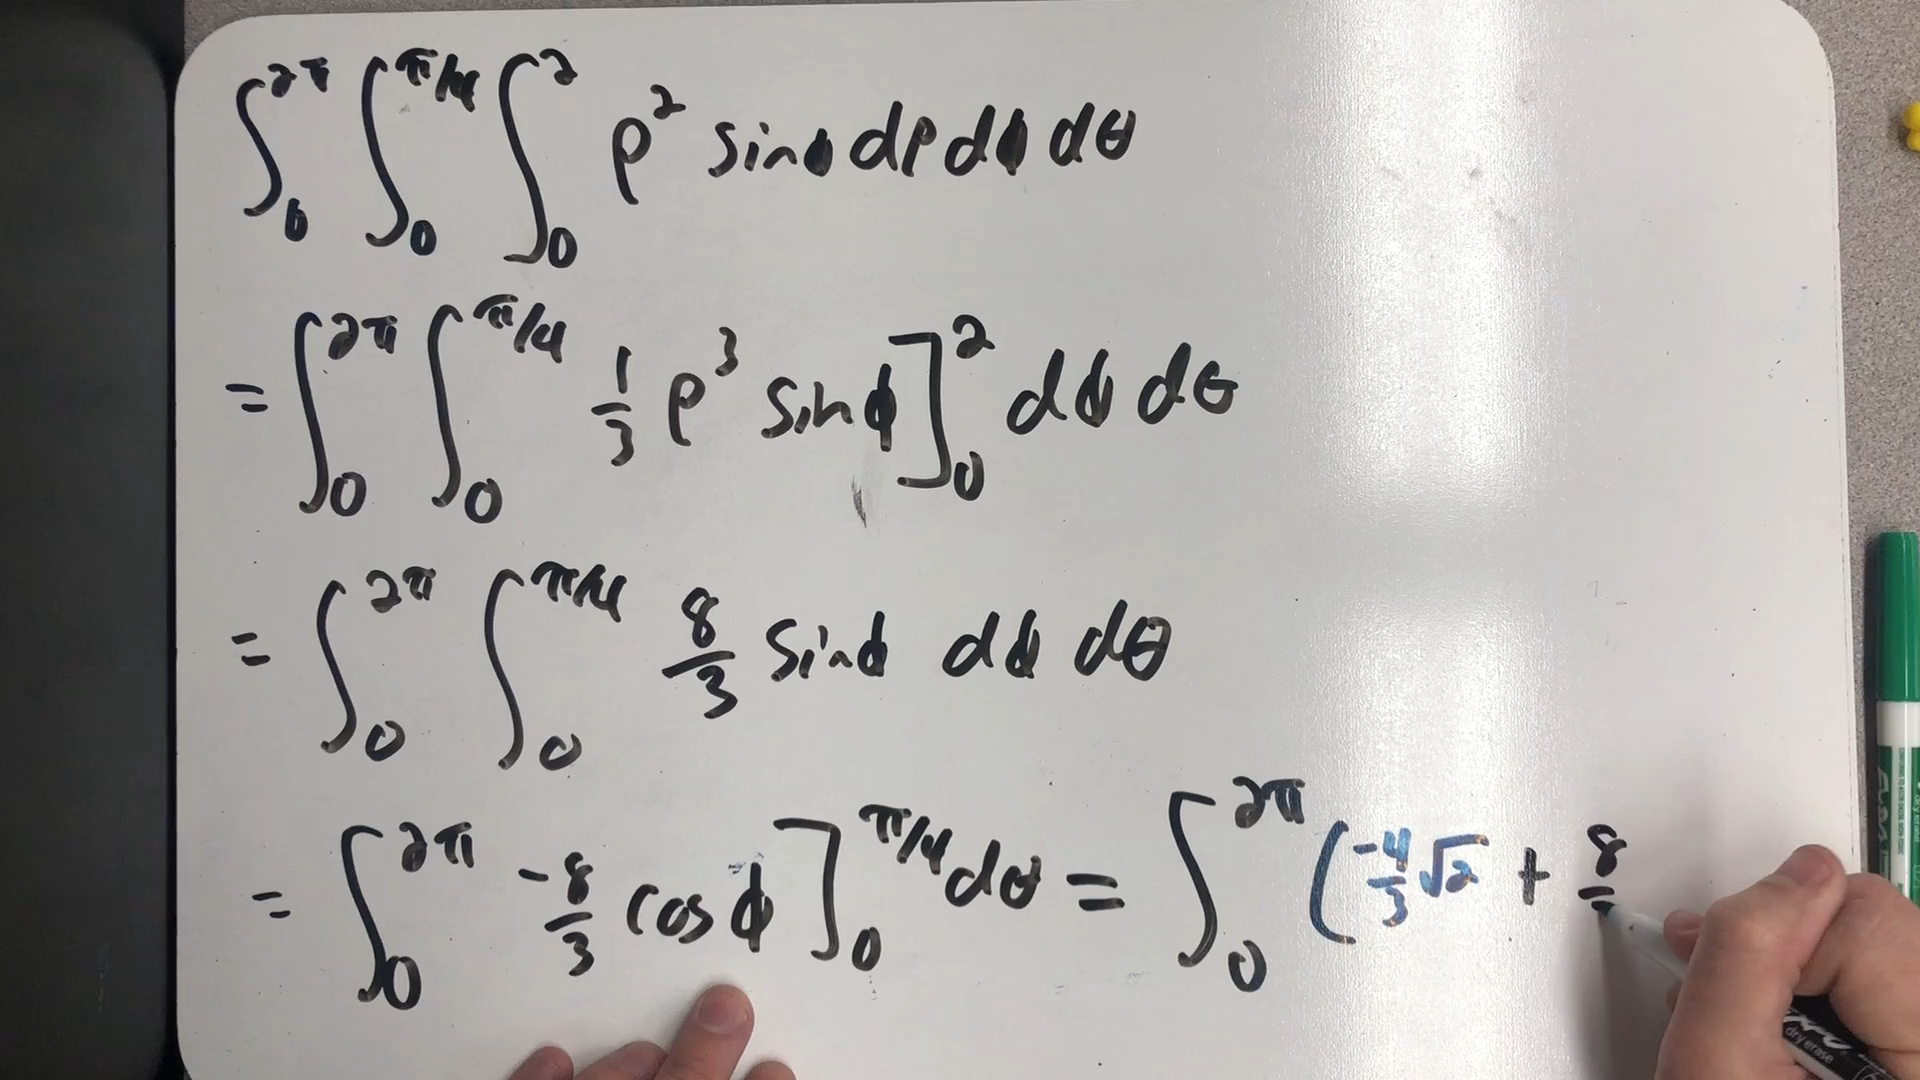 ∫₀^2π ∫₀^π/4 ∫₀^2 ρ² sinϕ dρ dϕ dθ
= ∫₀^2π ∫₀^π/4 1/3 ρ³ sinϕ]₀^2 dϕ dθ
= ∫₀^2π ∫₀^π/4 8/3 sinϕ dϕ dθ
= ∫₀^2π -8/3 cosϕ]₀^π/4 dθ = ∫₀^2π (-4/3 √2 + 8/
dry erase